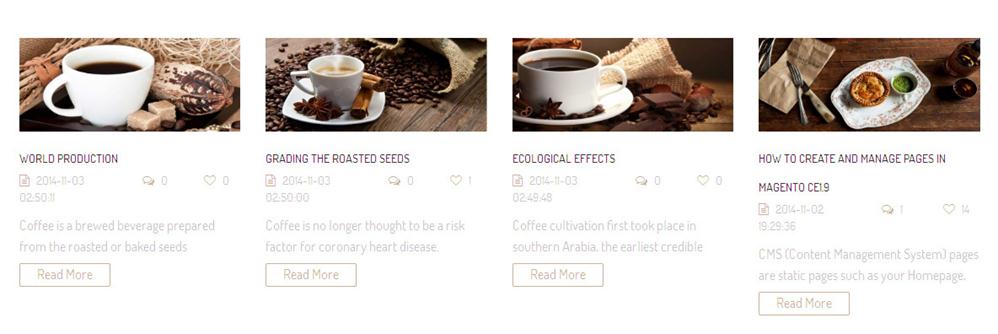 WORLD PRODUCTION
2014-11-03 0 0
02:50:11
Coffee is a brewed beverage prepared
from the roasted or baked seeds
Read More
GRADING THE ROASTED SEEDS
2014-11-03 0 1
02:50:00
Coffee is no longer thought to be a risk
factor for coronary heart disease.
Read More
ECOLOGICAL EFFECTS
2014-11-03 0 0
02:49:48
Coffee cultivation first took place in
southern Arabia, the earliest credible
Read More
HOW TO CREATE AND MANAGE PAGES IN
MAGENTO CE1.9
2014-11-02 1 14
19:29:36
CMS (Content Management System) pages
are static pages such as your Homepage.
Read More